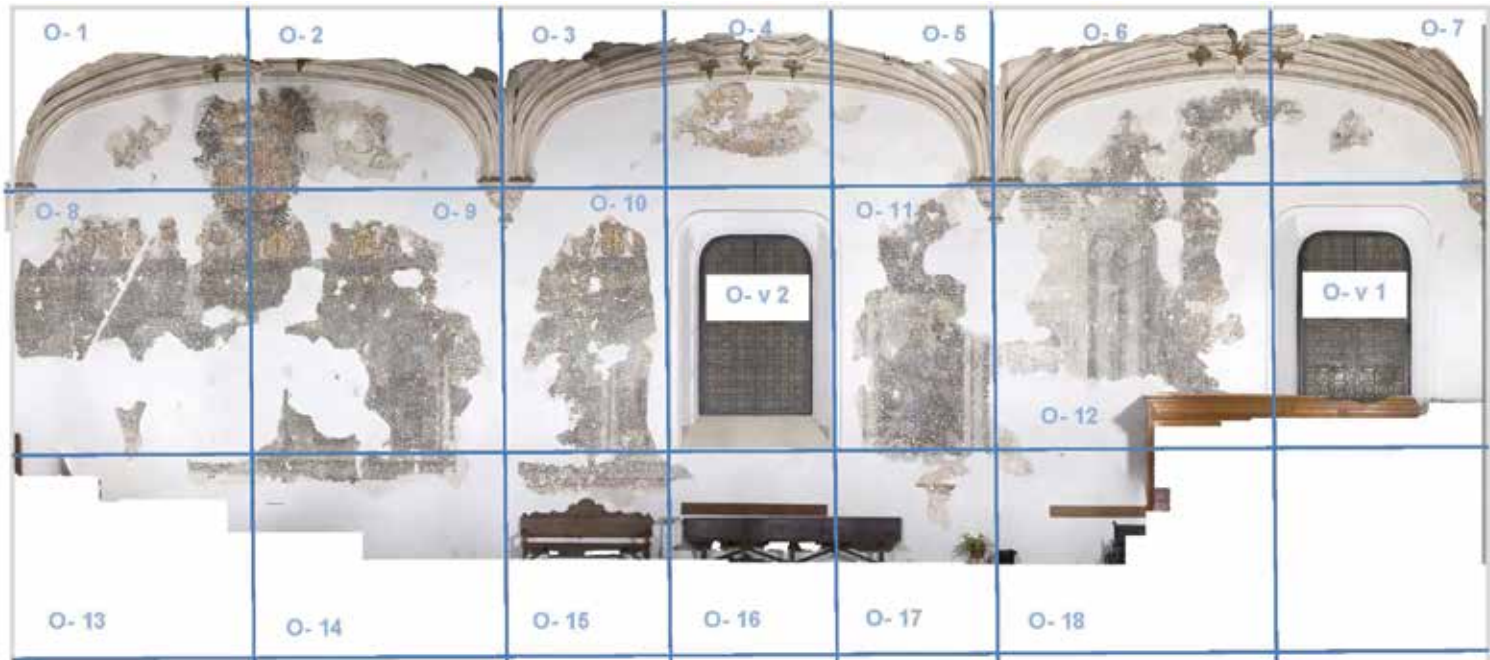 O- 1
O- 2
O- 3
O- 4
O- 5
O- 6
O- 7
O- 8
O- 9
O- 10
O- v 2
O- 11
O- 12
O- v 1
O- 13
O- 14
O- 15
O- 16
O- 17
O- 18